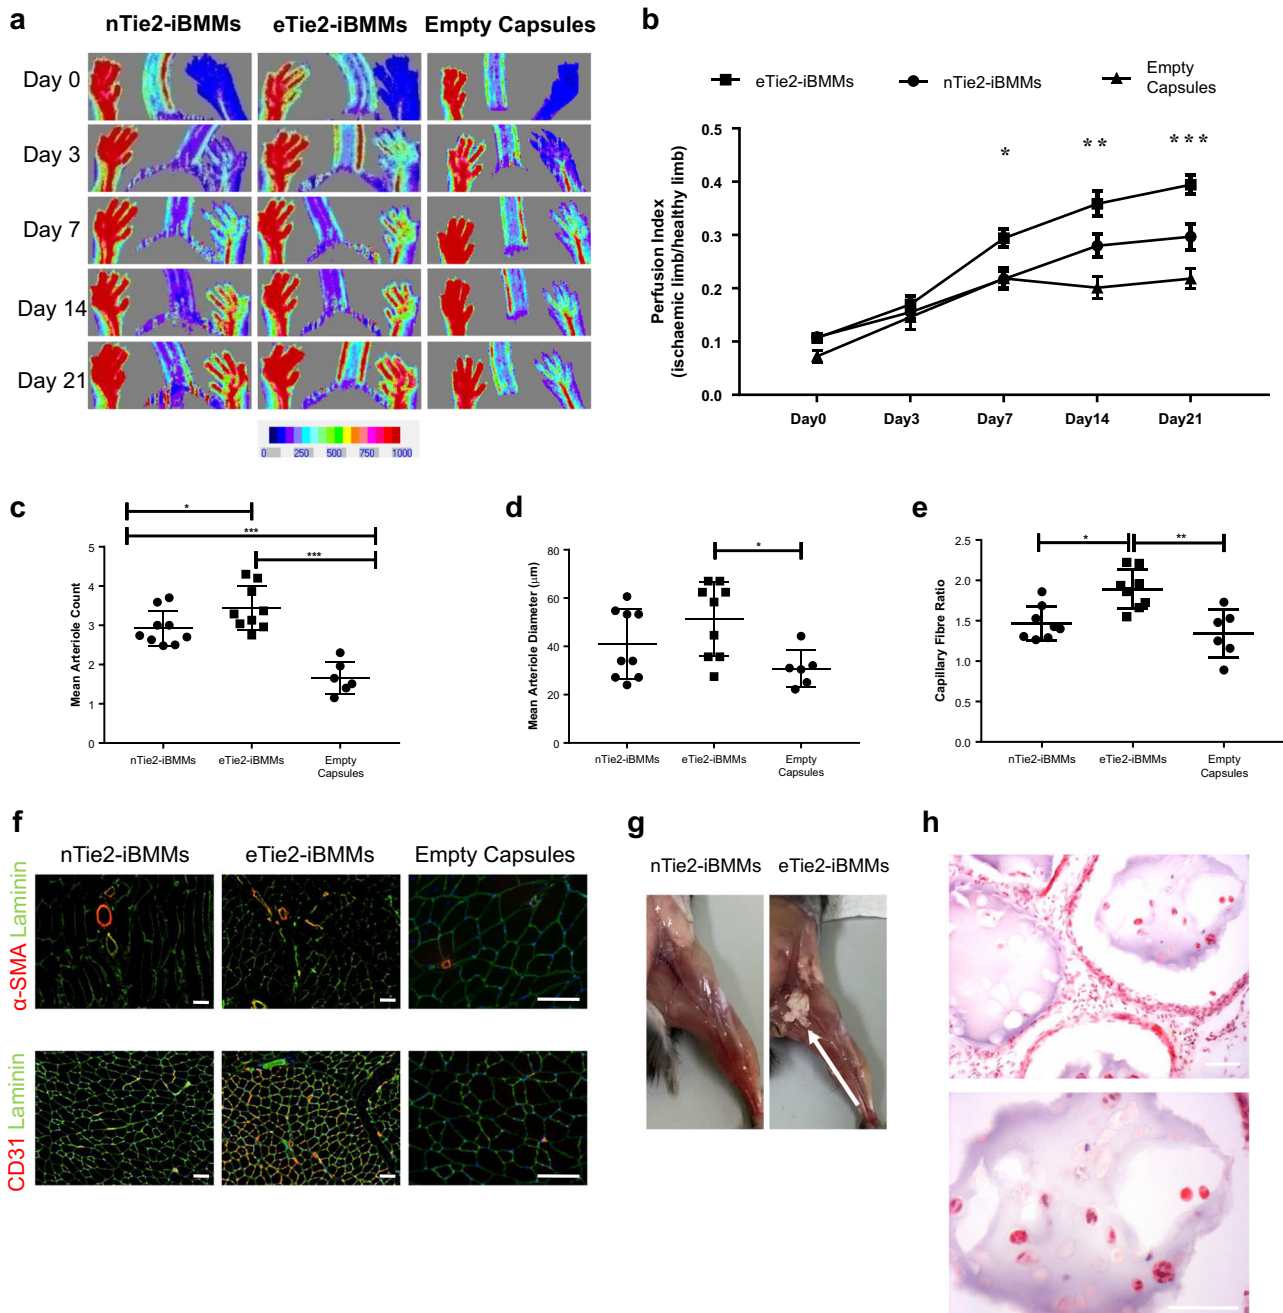 a
nTie2-iBMMs eTie2-iBMMs Empty Capsules
Day 0
Day 3
Day 7
Day 14
Day 21
0 250 500 750 1000
b
eTie2-iBMMs nTie2-iBMMs Empty
Capsules
Perfusion Index
(ischaemic limb/healthy limb)
0.5
0.4
0.3
0.2
0.1
0.0
* ** ***
Day0 Day3 Day7 Day14 Day21
c
*
***
***
Mean Arteriole Count
5
4
3
2
1
0
nTie2-iBMMs eTie2-iBMMs Empty
Capsules
d
*
Mean Arteriole Diameter (μm)
80
60
40
20
0
nTie2-iBMMs eTie2-iBMMs Empty
Capsules
e
* **
Capillary Fibre Ratio
2.5
2.0
1.5
1.0
0.5
0.0
nTie2-iBMMs eTie2-iBMMs Empty
Capsules
f
nTie2-iBMMs eTie2-iBMMs Empty Capsules
α-SMA Laminin
CD31 Laminin
g
nTie2-iBMMs eTie2-iBMMs
h